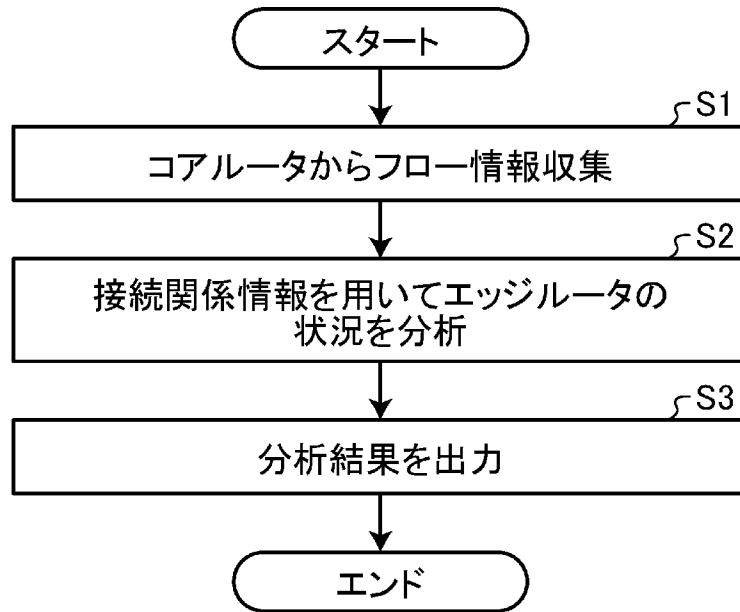 スタート
S1
コアルータからフロー情報収集
S2
接続関係情報を用いてエッジルータの
状況を分析
S3
分析結果を出力
エンド